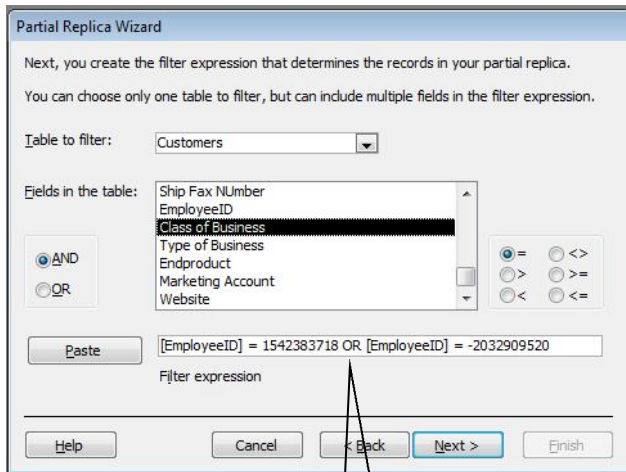 Partial Replica Wizard
Next, you create the filter expression that determines the records in your partial replica.
You can choose only one table to filter, but can include multiple fields in the filter expression.
Table to filter:
Customers
Fields in the table:
Ship Fax NUmber
EmployeeID
Class of Business
Type of Business
Endproduct
Marketing Account
Website
AND
OR
= <>
> >=
< <=
Paste
[EmployeeID] = 1542383718 OR [EmployeeID] = -2032909520
Filter expression
Help Cancel < Back Next > Finish